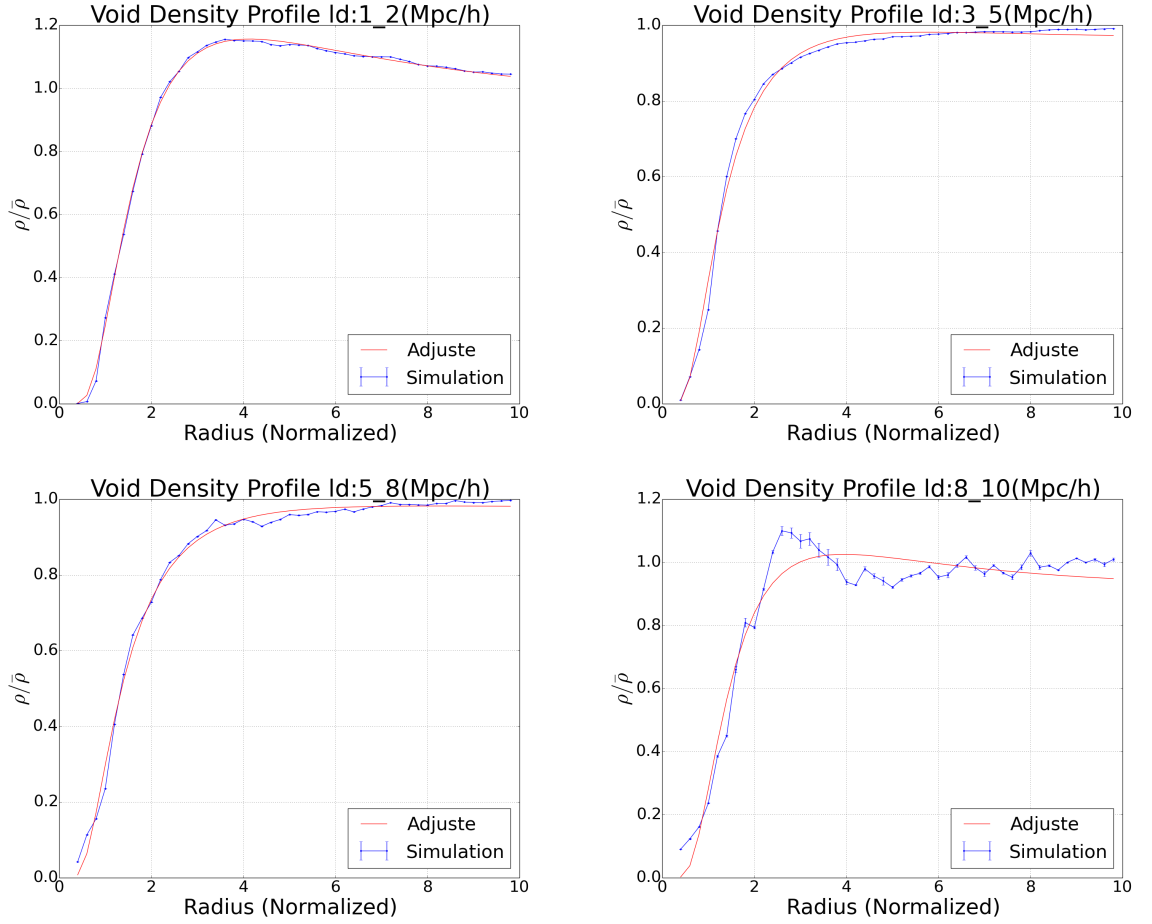 Void Density Profile ld:1_2(Mpc/h)
1.2
1.0
0.8
0.6
0.4
0.2
0.0
ρ/ρ̄
0 2 4 6 8 10
Radius (Normalized)
Adjuste
Simulation
Void Density Profile ld:3_5(Mpc/h)
1.0
0.8
0.6
0.4
0.2
0.0
ρ/ρ̄
0 2 4 6 8 10
Radius (Normalized)
Adjuste
Simulation
Void Density Profile ld:5_8(Mpc/h)
1.0
0.8
0.6
0.4
0.2
0.0
ρ/ρ̄
0 2 4 6 8 10
Radius (Normalized)
Adjuste
Simulation
Void Density Profile ld:8_10(Mpc/h)
1.2
1.0
0.8
0.6
0.4
0.2
0.0
ρ/ρ̄
0 2 4 6 8 10
Radius (Normalized)
Adjuste
Simulation